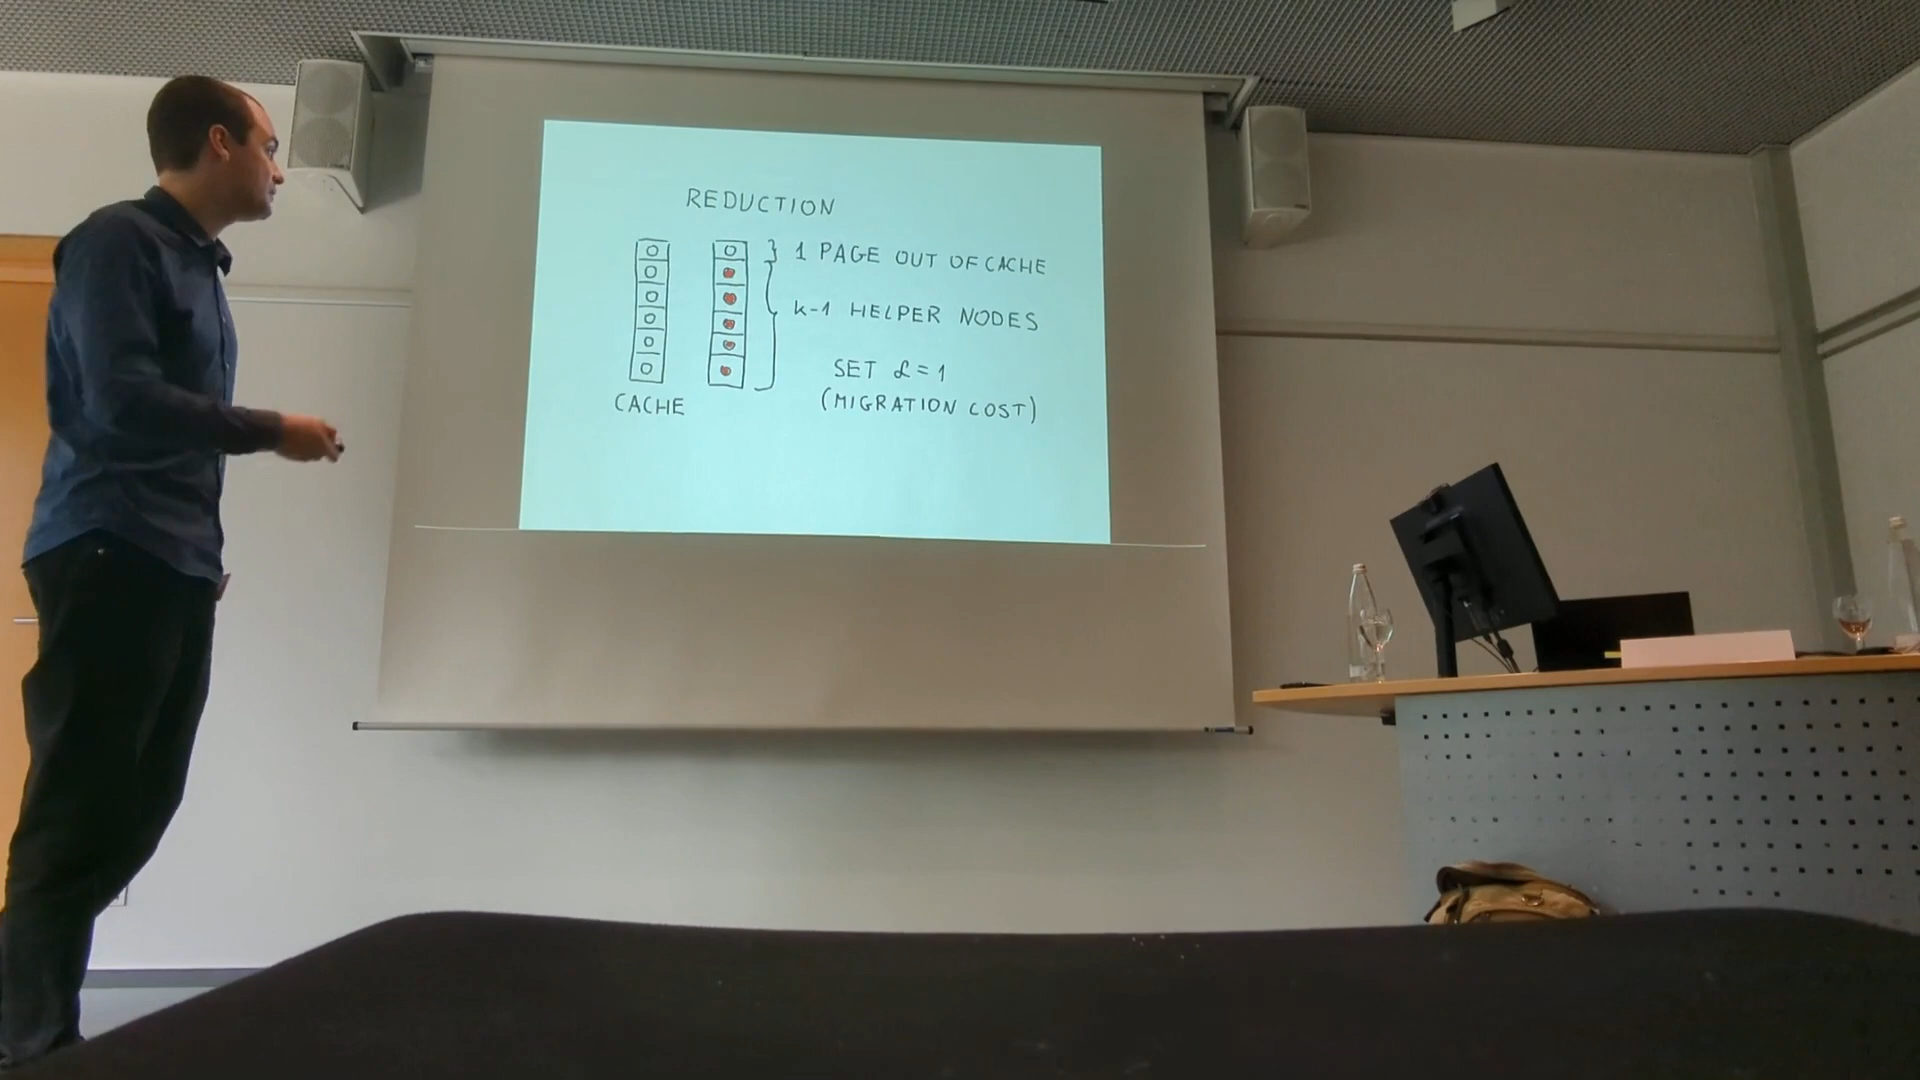 REDUCTION
} 1 PAGE OUT OF CACHE
k-1 HELPER NODES
SET α = 1
(MIGRATION COST)
CACHE